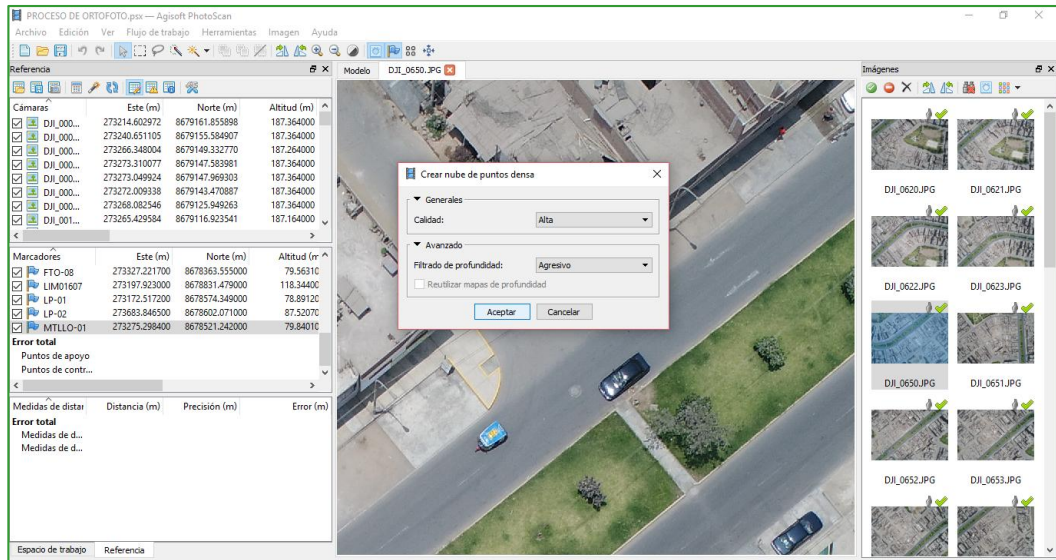 PROCESO DE ORTOFOTO.psx — Agisoft PhotoScan
Archivo Edición Ver Flujo de trabajo Herramientas Imagen Ayuda
Referencia
Cámaras Este (m) Norte (m) Altitud (m)
DJI_000... 273214.602972 8679161.855898 187.364000
DJI_000... 273240.651105 8679155.584907 187.364000
DJI_000... 273266.348004 8679149.332770 187.264000
DJI_000... 273273.310077 8679147.583981 187.364000
DJI_000... 273273.049924 8679147.969303 187.364000
DJI_000... 273272.009338 8679143.470887 187.364000
DJI_000... 273268.082546 8679125.949263 187.364000
DJI_001... 273265.429584 8679116.923541 187.164000
Marcadores Este (m) Norte (m) Altitud (m
FTO-08 273327.221700 8678363.555000 79.56310
LIM01607 273197.923000 8678831.479000 118.34400
LP-01 273172.517200 8678574.349000 78.89120
LP-02 273683.846500 8678602.071000 87.52070
MTLLO-01 273275.298400 8678521.242000 79.84010
Error total
Puntos de apoyo
Puntos de contr...
Medidas de distar Distancia (m) Precisión (m) Error (m)
Error total
Medidas de d...
Medidas de d...
Espacio de trabajo Referencia
Modelo DJI_0650.JPG
Crear nube de puntos densa
Generales
Calidad: Alta
Avanzado
Filtrado de profundidad: Agresivo
Reutilizar mapas de profundidad
Aceptar Cancelar
Imágenes
DJI_0620.JPG DJI_0621.JPG
DJI_0622.JPG DJI_0623.JPG
DJI_0650.JPG DJI_0651.JPG
DJI_0652.JPG DJI_0653.JPG